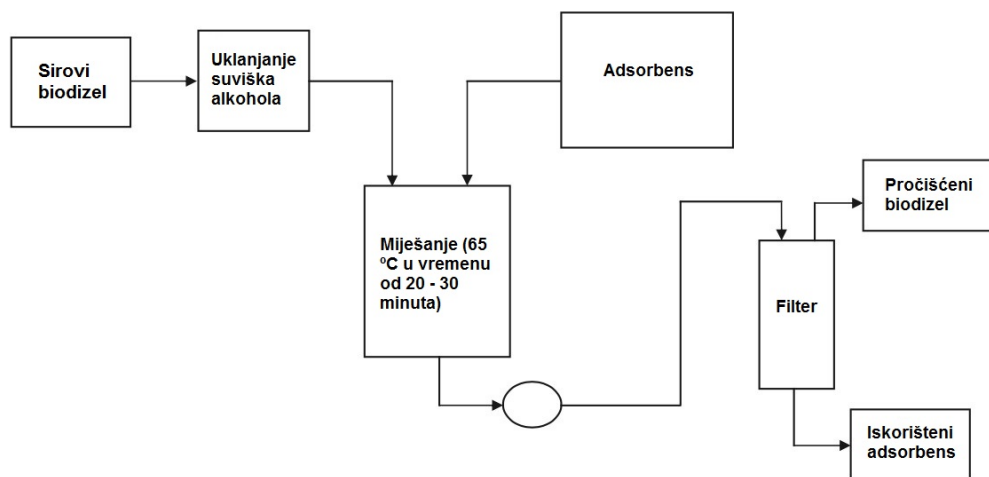 Sirovi
biodizel
Uklanjanje
suviška
alkohola
Adsorbens
Miješanje (65
ºC u vremenu
od 20 - 30
minuta)
Pročišćeni
biodizel
Filter
Iskorišteni
adsorbens